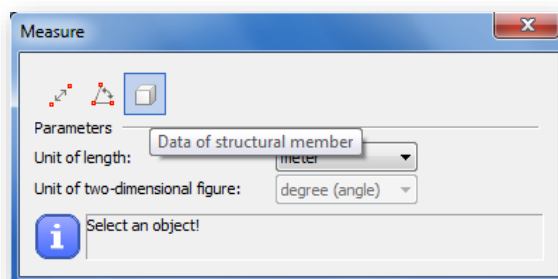 Measure
Parameters
Data of structural member
Unit of length:
meter
Unit of two-dimensional figure:
degree (angle)
Select an object!